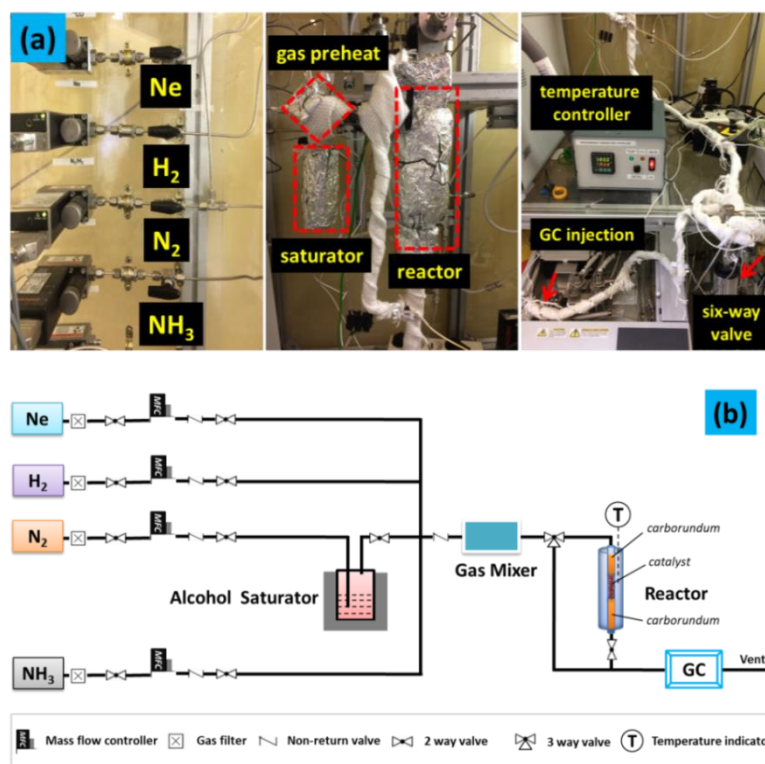 (a)
Ne
H₂
N₂
NH₃
gas preheat
saturator
reactor
temperature
controller
GC injection
six-way
valve
(b)
Ne
MFC
H₂
MFC
N₂
MFC
Alcohol Saturator
Gas Mixer
T
carborundum
catalyst
carborundum
Reactor
NH₃
MFC
GC
Vent
MFC Mass flow controller
Gas filter
Non-return valve
2 way valve
3 way valve
T Temperature indicato